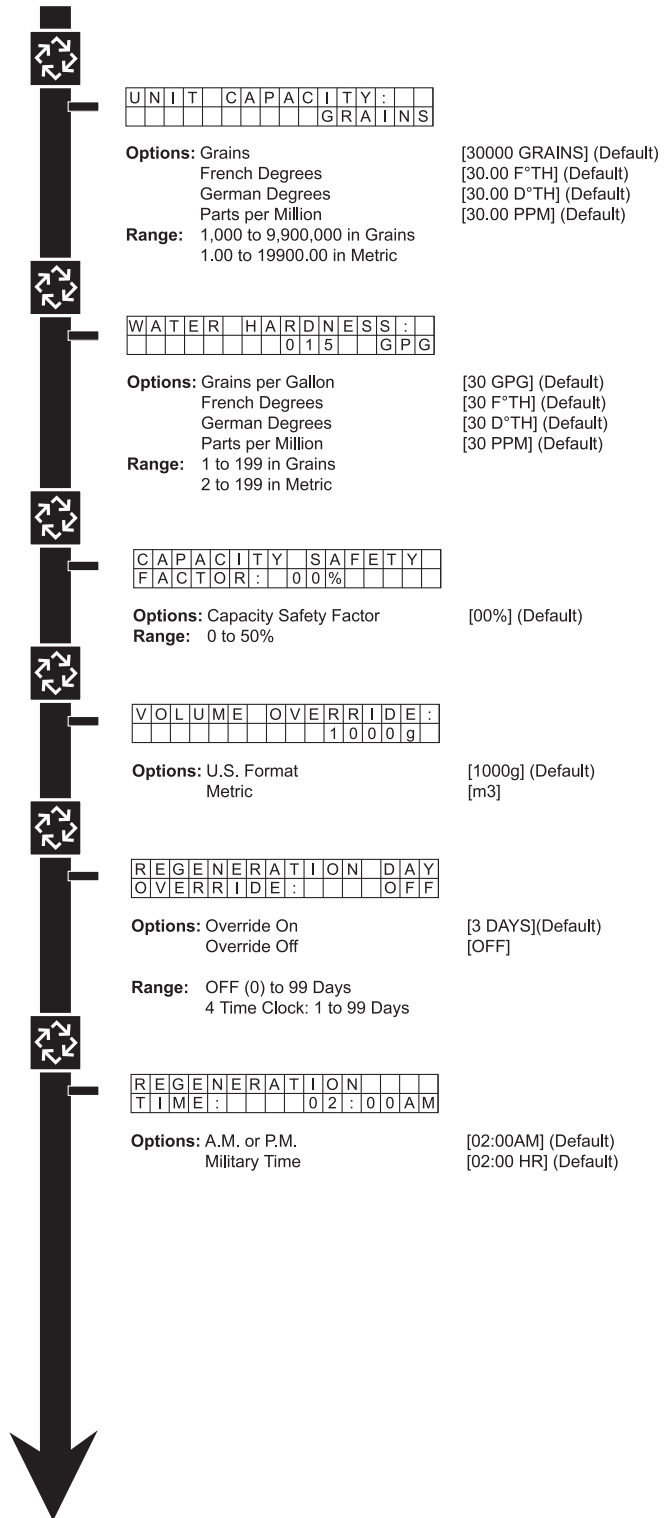 UNIT CAPACITY:
GRAINS
Options: Grains [30000 GRAINS] (Default)
French Degrees [30.00 F°TH] (Default)
German Degrees [30.00 D°TH] (Default)
Parts per Million [30.00 PPM] (Default)
Range: 1,000 to 9,900,000 in Grains
1.00 to 19900.00 in Metric
WATER HARDNESS:
015 GPG
Options: Grains per Gallon [30 GPG] (Default)
French Degrees [30 F°TH] (Default)
German Degrees [30 D°TH] (Default)
Parts per Million [30 PPM] (Default)
Range: 1 to 199 in Grains
2 to 199 in Metric
CAPACITY SAFETY
FACTOR: 00%
Options: Capacity Safety Factor [00%] (Default)
Range: 0 to 50%
VOLUME OVERRIDE:
1000g
Options: U.S. Format [1000g] (Default)
Metric [m3]
REGENERATION DAY
OVERRIDE: OFF
Options: Override On [3 DAYS](Default)
Override Off [OFF]
Range: OFF (0) to 99 Days
4 Time Clock: 1 to 99 Days
REGENERATION
TIME: 02:00AM
Options: A.M. or P.M. [02:00AM] (Default)
Military Time [02:00 HR] (Default)